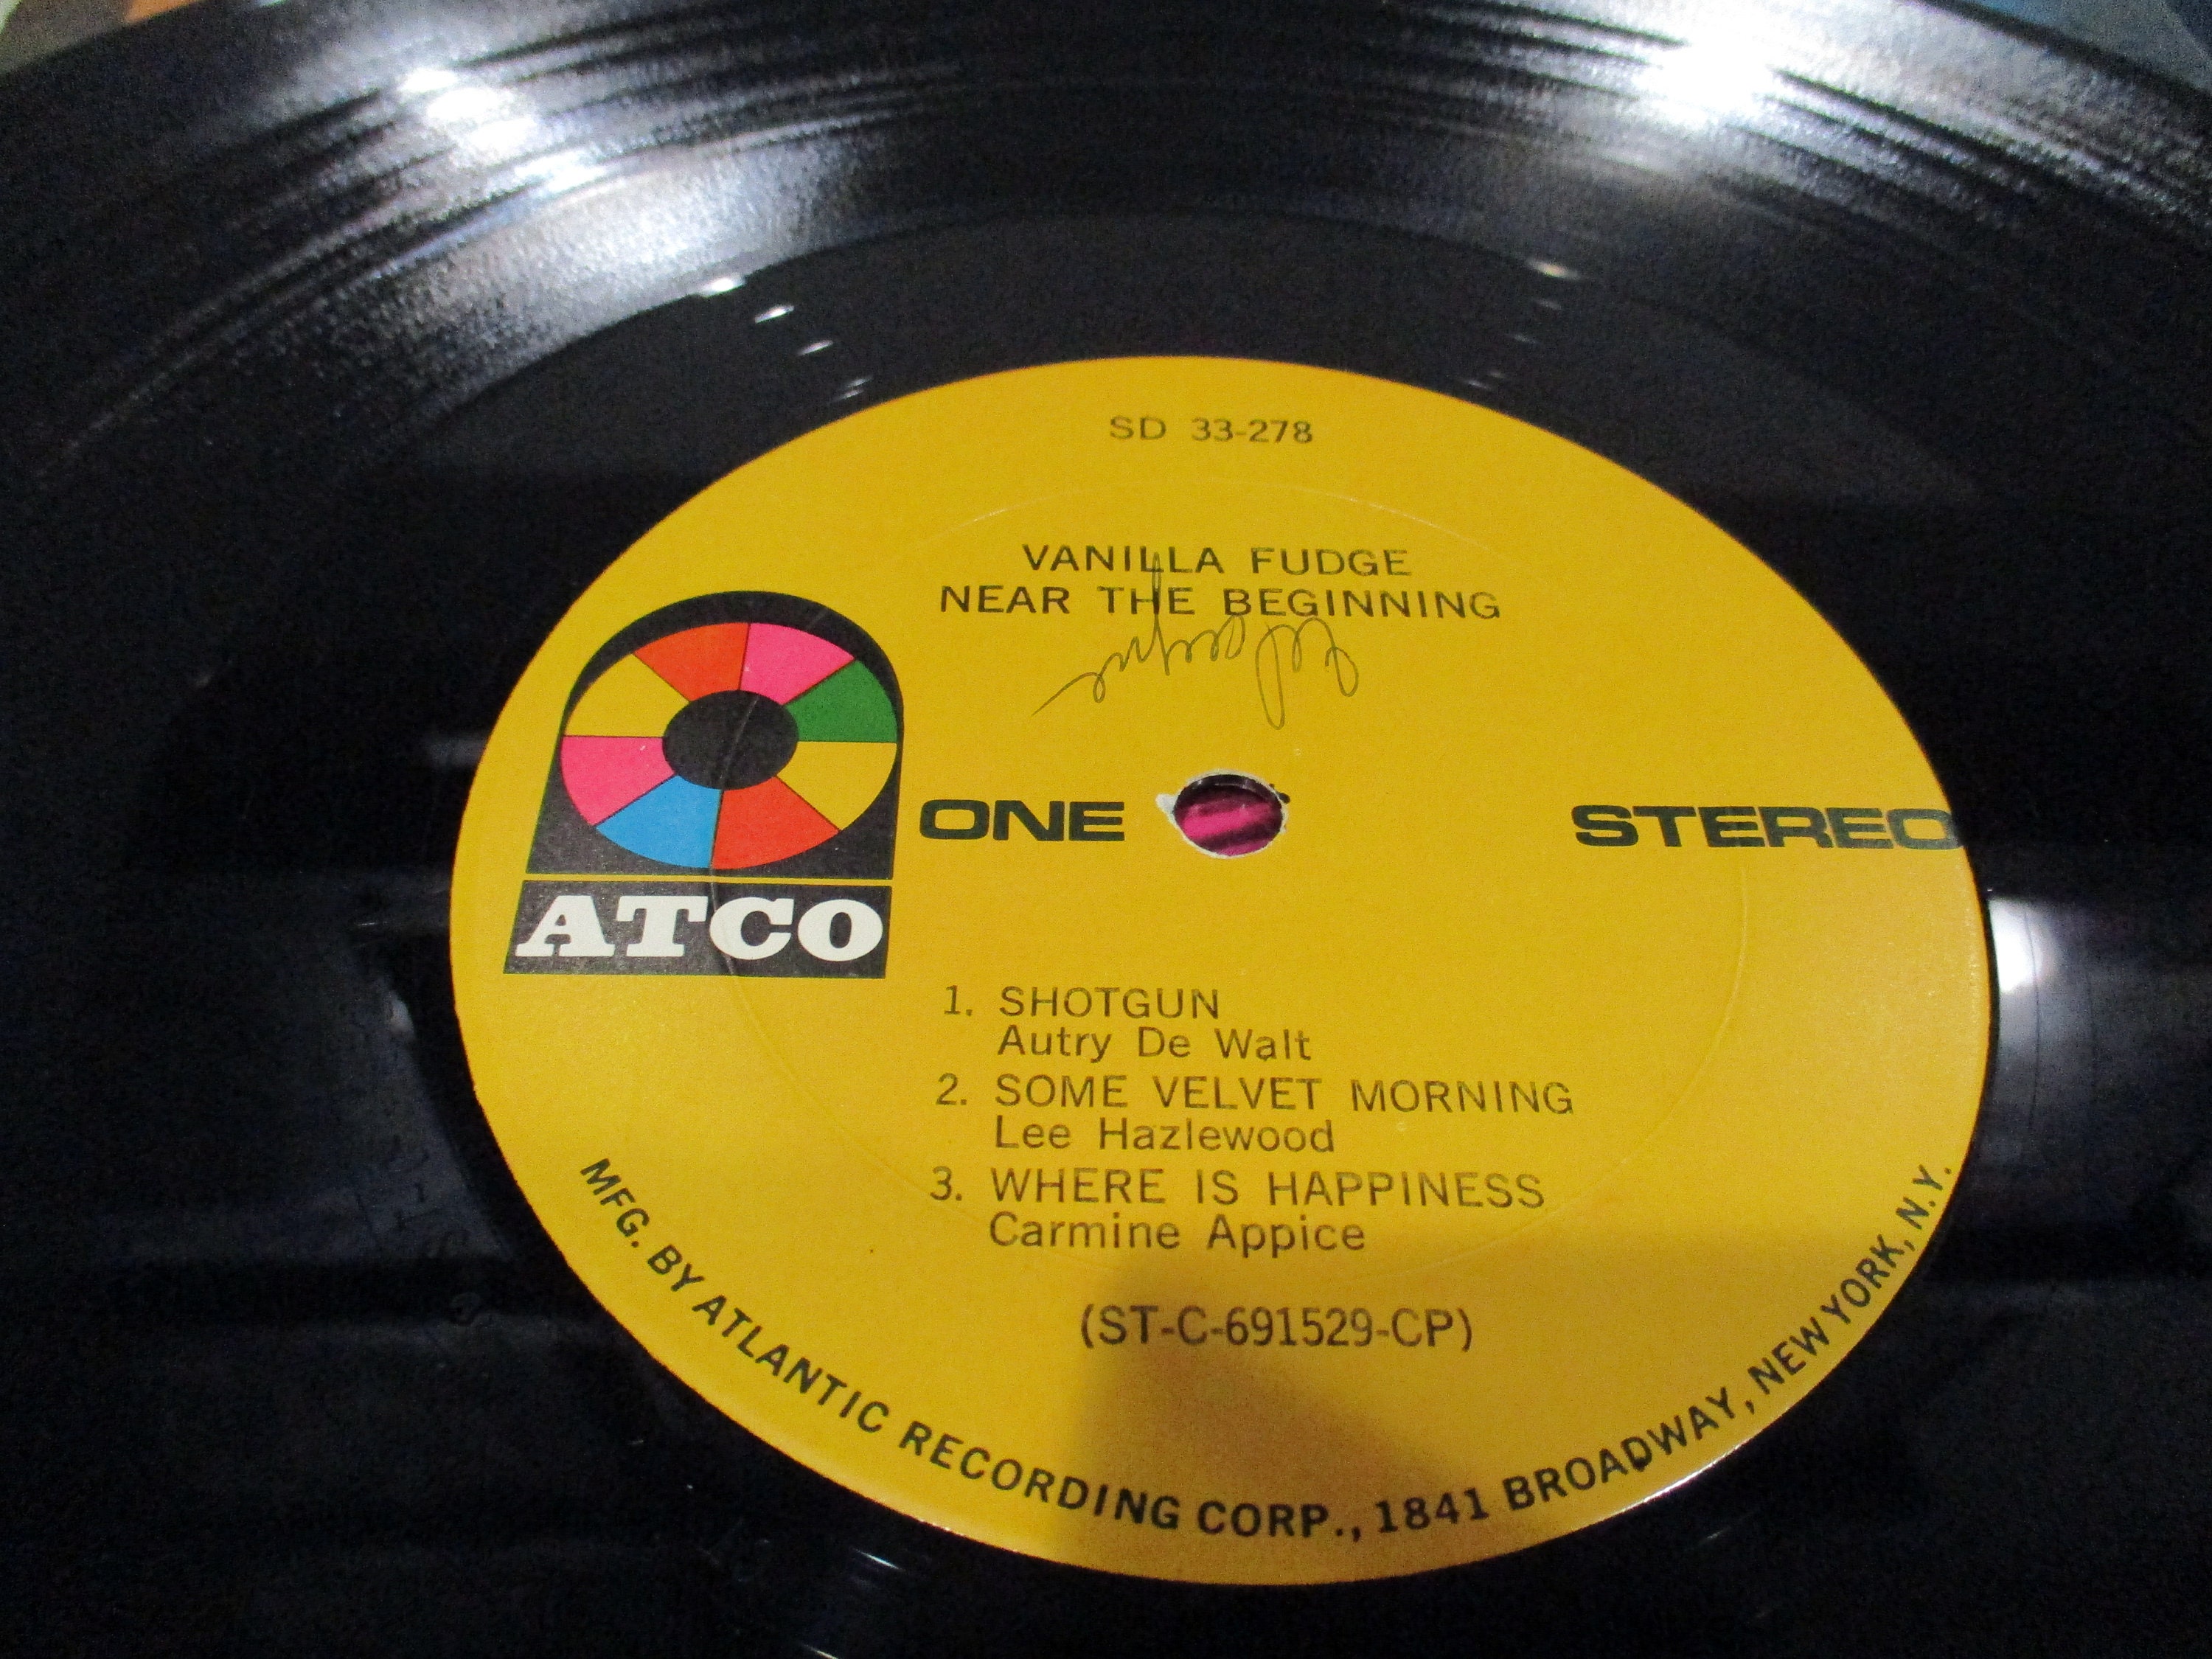 SD 33-278
VANILLA FUDGE
NEAR THE BEGINNING
ATCO
ONE
STEREO
1. SHOTGUN
Autry De Walt
2. SOME VELVET MORNING
Lee Hazlewood
3. WHERE IS HAPPINESS
Carmine Appice
(ST-C-691529-CP)
MFG. BY ATLANTIC RECORDING CORP., 1841 BROADWAY, NEW YORK, N.Y.